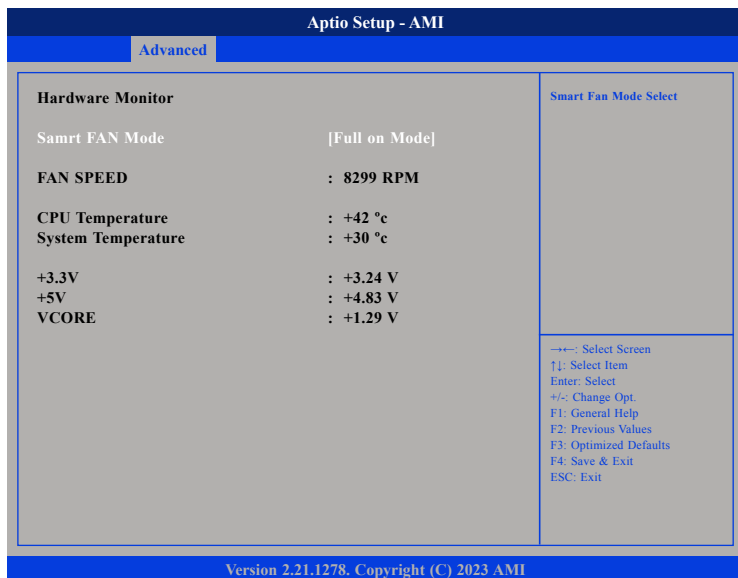 Aptio Setup - AMI
Advanced
Hardware Monitor
Samrt FAN Mode [Full on Mode]
FAN SPEED : 8299 RPM
CPU Temperature : +42 ºc
System Temperature : +30 ºc
+3.3V : +3.24 V
+5V : +4.83 V
VCORE : +1.29 V
Smart Fan Mode Select
→←: Select Screen
↑↓: Select Item
Enter: Select
+/-: Change Opt.
F1: General Help
F2: Previous Values
F3: Optimized Defaults
F4: Save & Exit
ESC: Exit
Version 2.21.1278. Copyright (C) 2023 AMI